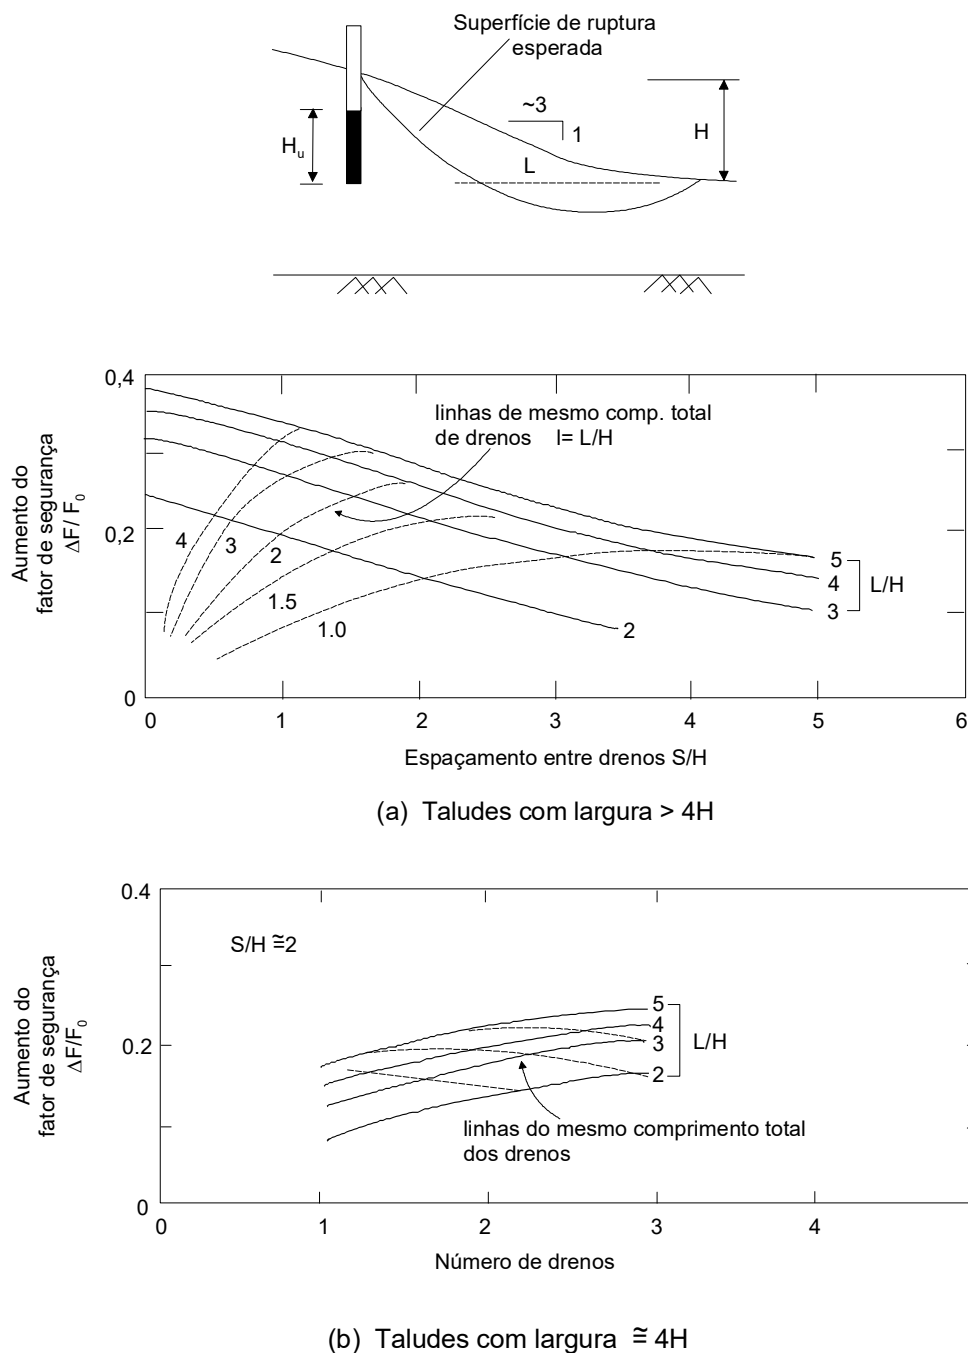 Superfície de ruptura
esperada
~3
1
H
Hu
L
0,4
linhas de mesmo comp. total
de drenos l= L/H
Aumento do
fator de segurança
ΔF/ F0
0,2
4
3
2
1.5
1.0
2
5
4
3
L/H
0
0 1 2 3 4 5 6
Espaçamento entre drenos S/H
(a) Taludes com largura > 4H
0.4
S/H ≅2
Aumento do
fator de segurança
ΔF/F0
0.2
5
4
3
2
L/H
linhas do mesmo comprimento total
dos drenos
0
0 1 2 3 4
Número de drenos
(b) Taludes com largura ≅ 4H